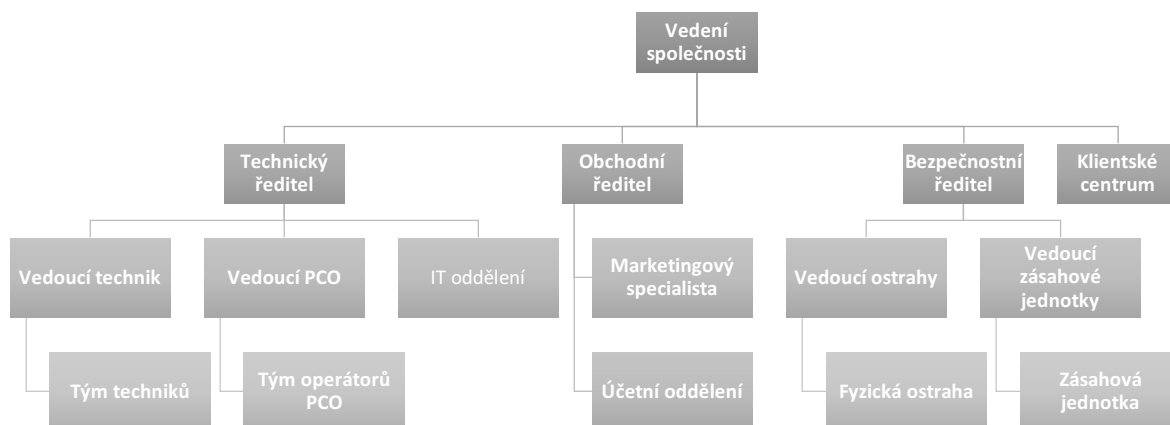 Vedení
společnosti
Technický
ředitel
Obchodní
ředitel
Bezpečnostní
ředitel
Klientské
centrum
Vedoucí technik
Vedoucí PCO
IT oddělení
Marketingový
specialista
Vedoucí ostrahy
Vedoucí
zásahové
jednotky
Tým techniků
Tým operátorů
PCO
Účetní oddělení
Fyzická ostraha
Zásahová
jednotka